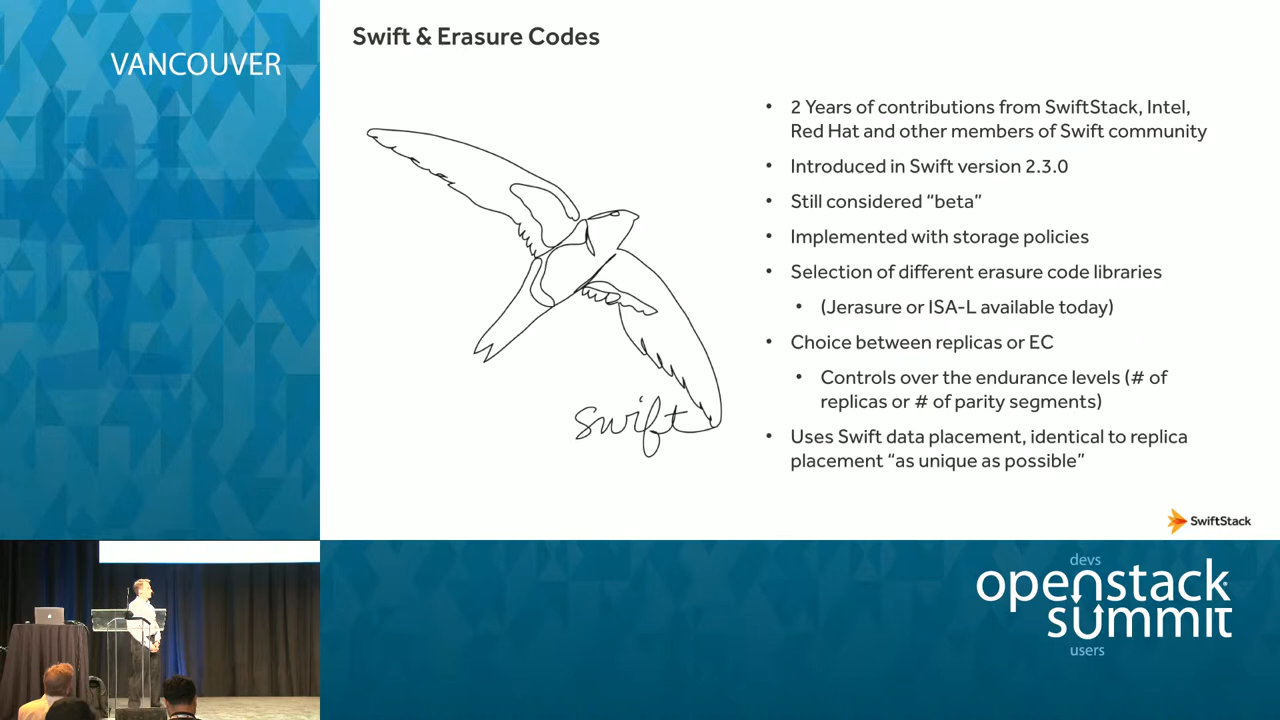 VANCOUVER
Swift & Erasure Codes
• 2 Years of contributions from SwiftStack, Intel,
Red Hat and other members of Swift community
• Introduced in Swift version 2.3.0
• Still considered “beta”
• Implemented with storage policies
• Selection of different erasure code libraries
• (Jerasure or ISA-L available today)
• Choice between replicas or EC
• Controls over the endurance levels (# of
replicas or # of parity segments)
• Uses Swift data placement, identical to replica
placement “as unique as possible”
swift
SwiftStack
devs
openstack
summit
users